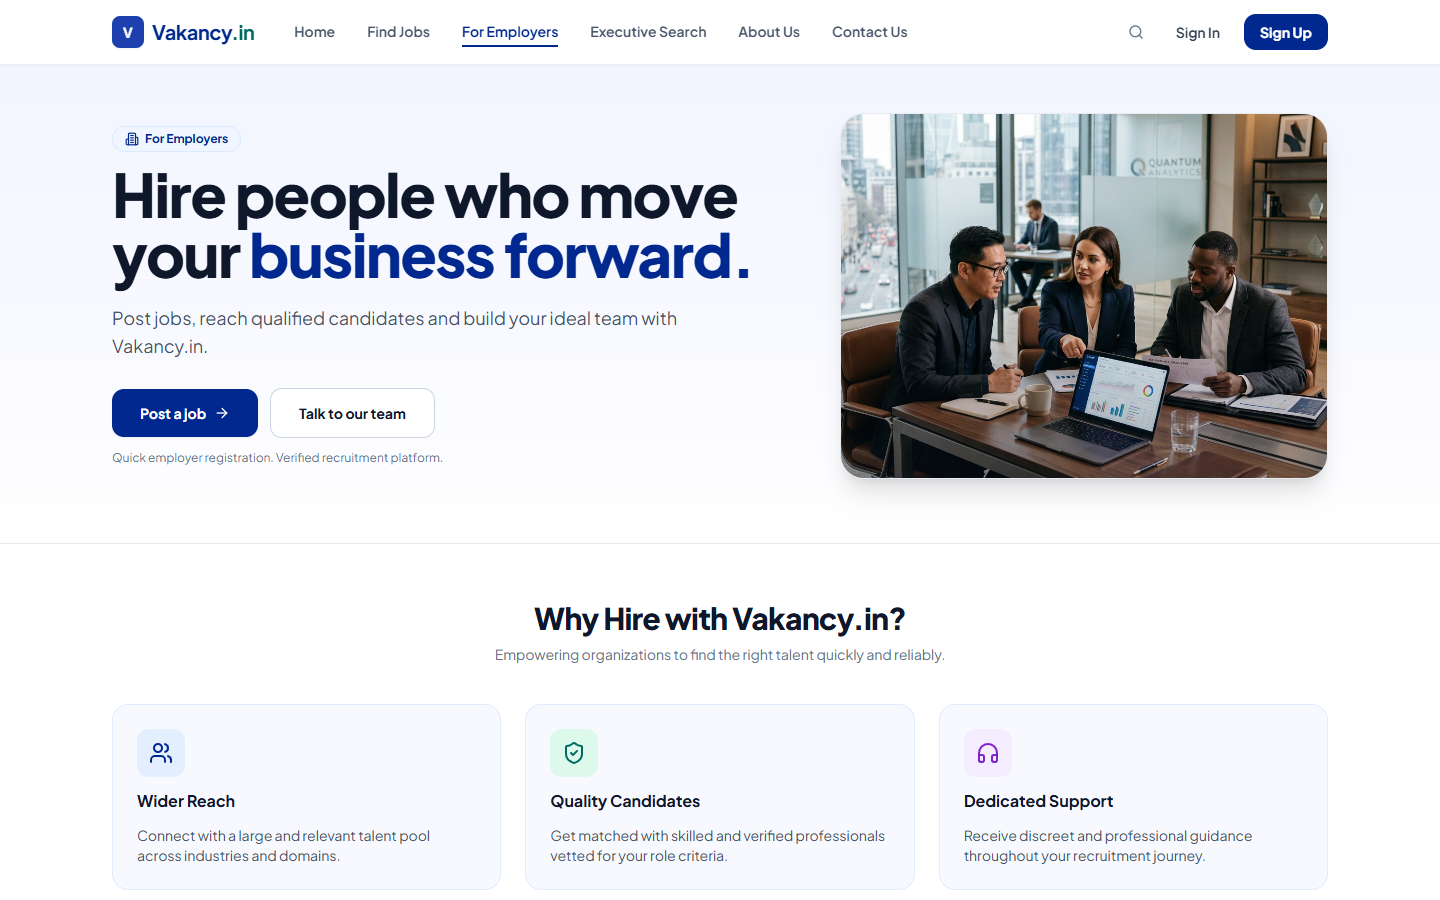 V Vakancy.in Home Find Jobs For Employers Executive Search About Us Contact Us Sign In Sign Up
For Employers
Hire people who move
your business forward.
Post jobs, reach qualified candidates and build your ideal team with
Vakancy.in.
Post a job Talk to our team
Quick employer registration. Verified recruitment platform.
QUANTUM
ANALYTICS
Why Hire with Vakancy.in?
Empowering organizations to find the right talent quickly and reliably.
Wider Reach
Connect with a large and relevant talent pool
across industries and domains.
Quality Candidates
Get matched with skilled and verified professionals
vetted for your role criteria.
Dedicated Support
Receive discreet and professional guidance
throughout your recruitment journey.